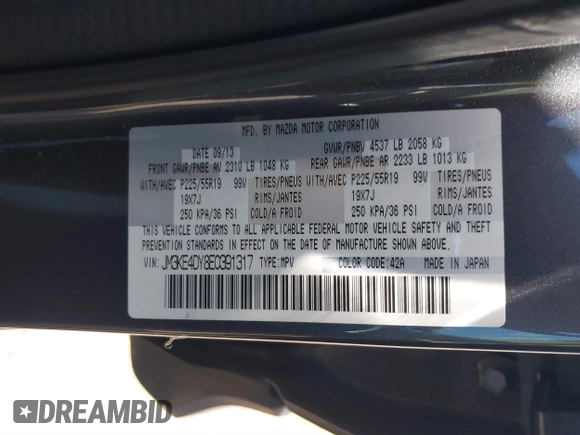 MFD. BY MAZDA MOTOR CORPORATION
DATE 09/13 GVWR/PNBV 4537 LB 2058 KG
FRONT GAWR/PNBE AV 2310 LB 1048 KG REAR GAWR/PNBE AR 2233 LB 1013 KG
WITH/AVEC P225/55R19 99V TIRES/PNEUS WITH/AVEC P225/55R19 99V TIRES/PNEUS
19X7J RIMS/JANTES 19X7J RIMS/JANTES
250 KPA/36 PSI COLD/A FROID 250 KPA/36 PSI COLD/A FROID
THIS VEHICLE CONFORMS TO ALL APPLICABLE FEDERAL MOTOR VEHICLE SAFETY AND THEFT
PREVENTION STANDARDS IN EFFECT ON THE DATE OF MANUFACTURE SHOWN ABOVE.
VIN: JM3KE4DY8E0391317 TYPE:MPV COLOR CODE:42A MADE IN JAPAN
DREAMBID